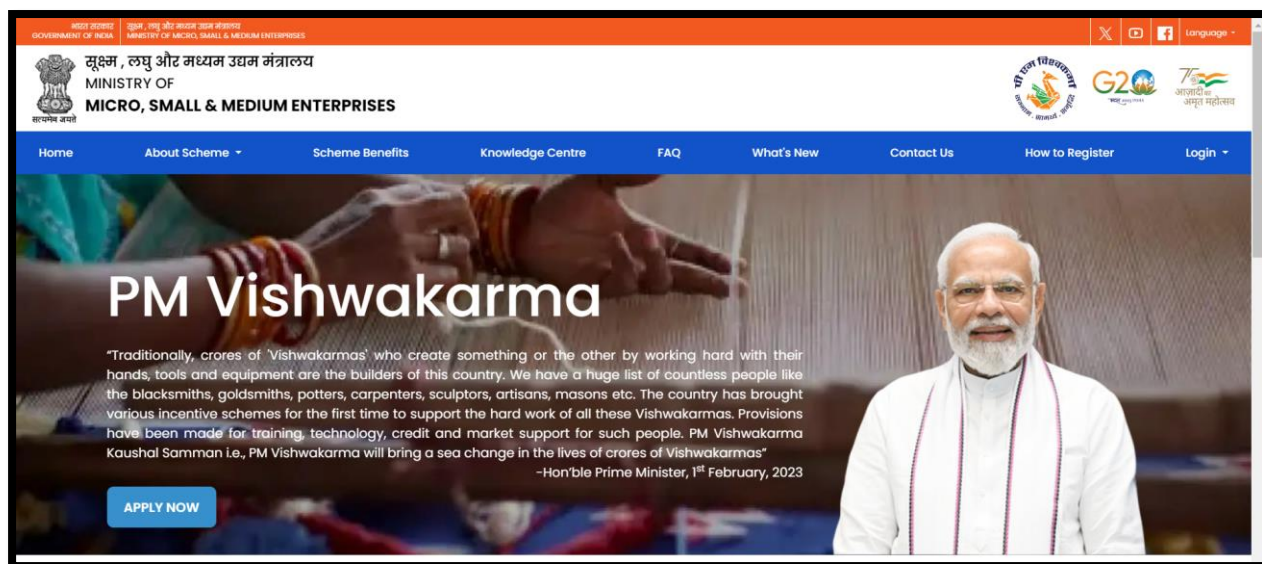 भारत सरकार
GOVERNMENT OF INDIA
सूक्ष्म, लघु और मध्यम उद्यम मंत्रालय
MINISTRY OF MICRO, SMALL & MEDIUM ENTERPRISES
Language
सत्यमेव जयते
सूक्ष्म, लघु और मध्यम उद्यम मंत्रालय
MINISTRY OF
MICRO, SMALL & MEDIUM ENTERPRISES
पी एम विश्वकर्मा
सम्मान, सामर्थ्य, समृद्धि
G20
75
आज़ादी का
अमृत महोत्सव
Home
About Scheme
Scheme Benefits
Knowledge Centre
FAQ
What's New
Contact Us
How to Register
Login
PM Vishwakarma
“Traditionally, crores of 'Vishwakarmas' who create something or the other by working hard with their
hands, tools and equipment are the builders of this country. We have a huge list of countless people like
the blacksmiths, goldsmiths, potters, carpenters, sculptors, artisans, masons etc. The country has brought
various incentive schemes for the first time to support the hard work of all these Vishwakarmas. Provisions
have been made for training, technology, credit and market support for such people. PM Vishwakarma
Kaushal Samman i.e., PM Vishwakarma will bring a sea change in the lives of crores of Vishwakarmas”
-Hon'ble Prime Minister, 1st February, 2023
APPLY NOW